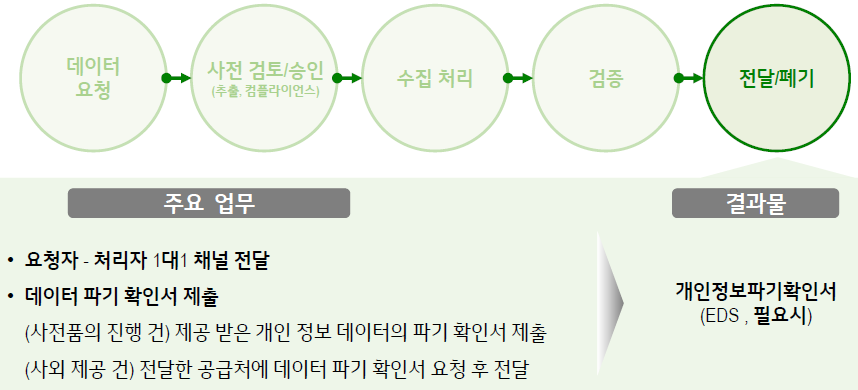 데이터
요청
사전 검토/승인
(추출, 컴플라이언스)
수집 처리
검증
전달/폐기
주요 업무
결과물
• 요청자 - 처리자 1대1 채널 전달
• 데이터 파기 확인서 제출
(사전품의 진행 건) 제공 받은 개인 정보 데이터의 파기 확인서 제출
(사외 제공 건) 전달한 공급처에 데이터 파기 확인서 요청 후 전달
개인정보파기확인서
(EDS , 필요시)